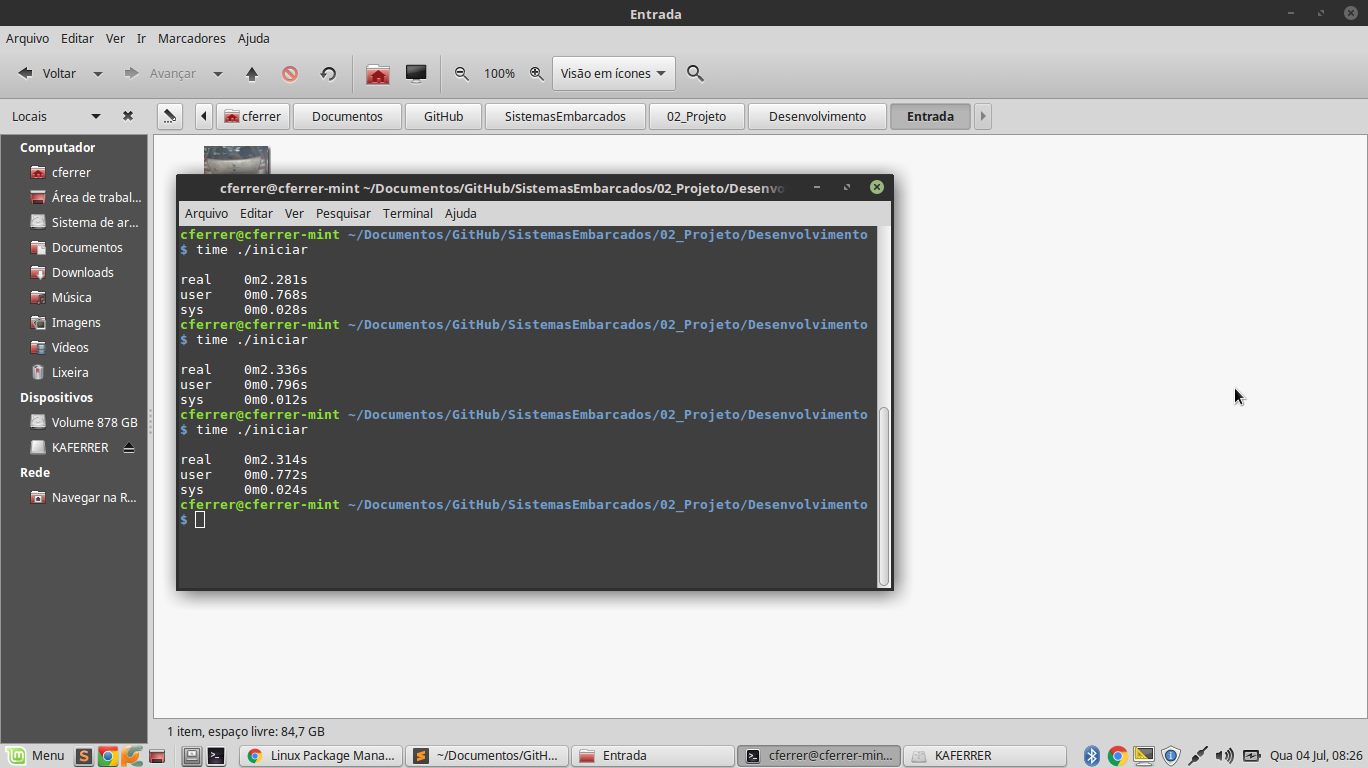 Entrada
Arquivo Editar Ver Ir Marcadores Ajuda
Voltar Avançar 100% Visão em ícones
Locais cferrer Documentos GitHub SistemasEmbarcados 02_Projeto Desenvolvimento Entrada
Computador
cferrer
Área de trabal...
Sistema de ar...
Documentos
Downloads
Música
Imagens
Vídeos
Lixeira
Dispositivos
Volume 878 GB
KAFERRER
Rede
Navegar na R...
cferrer@cferrer-mint ~/Documentos/GitHub/SistemasEmbarcados/02_Projeto/Desenvo
Arquivo Editar Ver Pesquisar Terminal Ajuda
cferrer@cferrer-mint ~/Documentos/GitHub/SistemasEmbarcados/02_Projeto/Desenvolvimento
$ time ./iniciar
real 0m2.281s
user 0m0.768s
sys 0m0.028s
cferrer@cferrer-mint ~/Documentos/GitHub/SistemasEmbarcados/02_Projeto/Desenvolvimento
$ time ./iniciar
real 0m2.336s
user 0m0.796s
sys 0m0.012s
cferrer@cferrer-mint ~/Documentos/GitHub/SistemasEmbarcados/02_Projeto/Desenvolvimento
$ time ./iniciar
real 0m2.314s
user 0m0.772s
sys 0m0.024s
cferrer@cferrer-mint ~/Documentos/GitHub/SistemasEmbarcados/02_Projeto/Desenvolvimento
$
1 item, espaço livre: 84,7 GB
Menu Linux Package Mana... ~/Documentos/GitH... Entrada cferrer@cferrer-min... KAFERRER Qua 04 Jul, 08:26